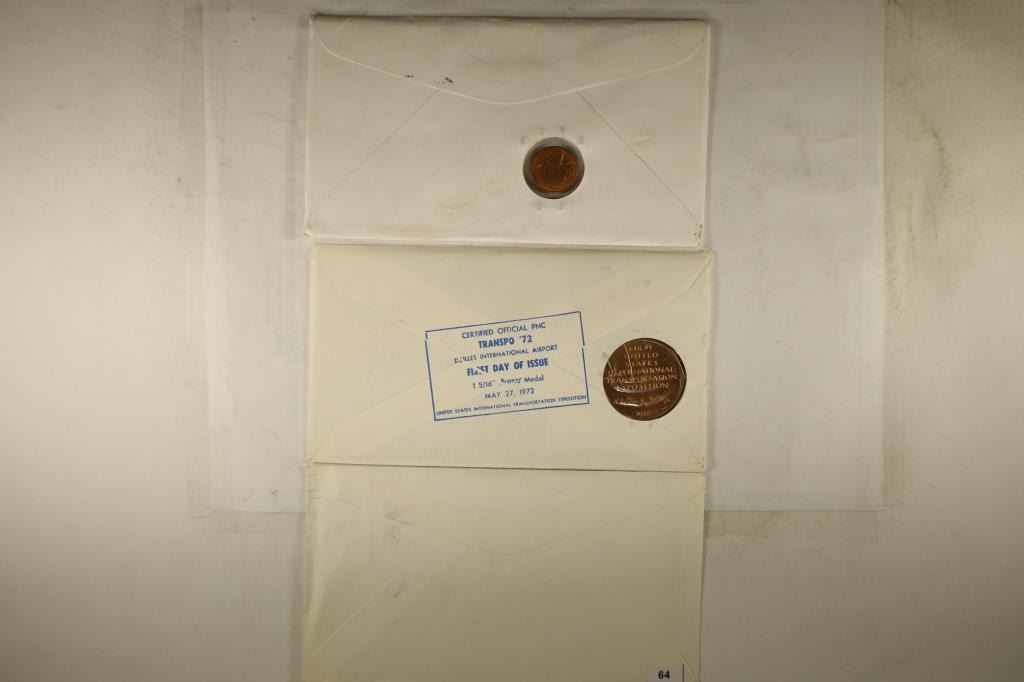 CERTIFIED OFFICIAL PNC
TRANSPO '72
DULLES INTERNATIONAL AIRPORT
FIRST DAY OF ISSUE
1 5/16" Bronze Medal
MAY 27, 1972
UNITED STATES INTERNATIONAL TRANSPORTATION EXPOSITION
FIRST
UNITED
STATES
INTERNATIONAL
TRANSPORTATION
EXPOSITION
1972
64